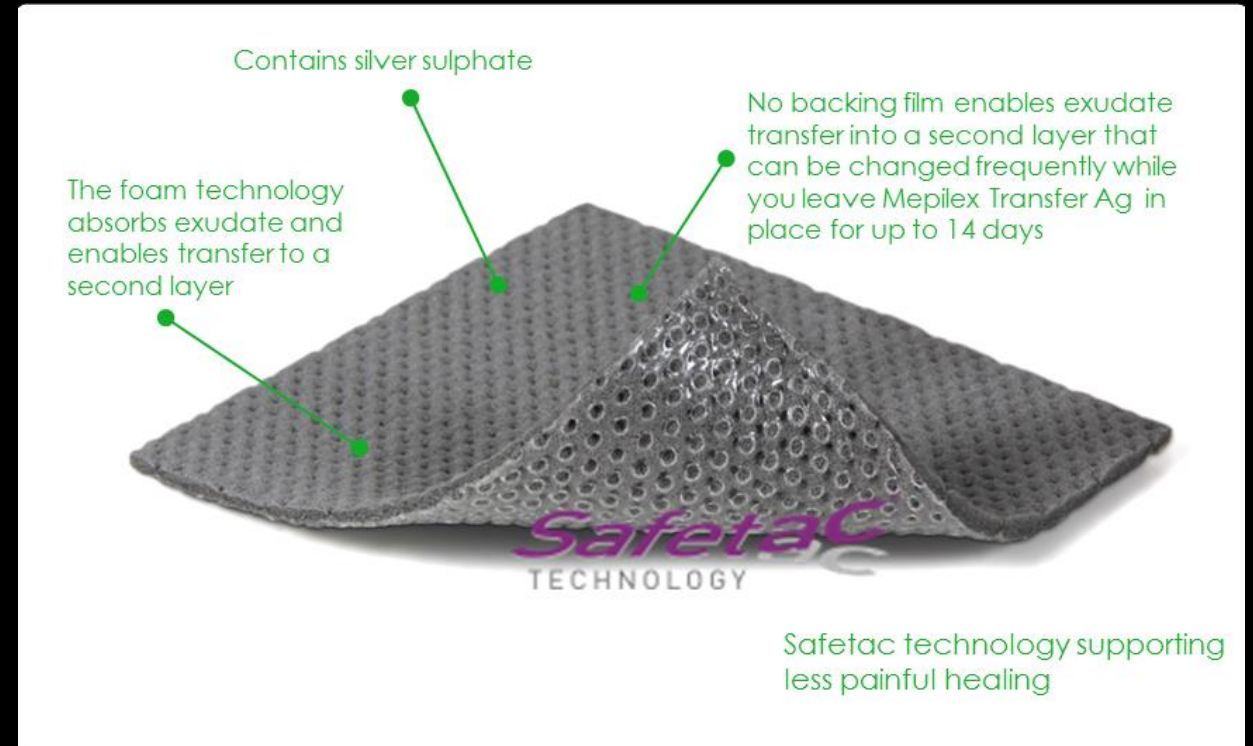 Contains silver sulphate
No backing film enables exudate
transfer into a second layer that
can be changed frequently while
you leave Mepilex Transfer Ag in
place for up to 14 days
The foam technology
absorbs exudate and
enables transfer to a
second layer
Safetac
TECHNOLOGY
Safetac technology supporting
less painful healing